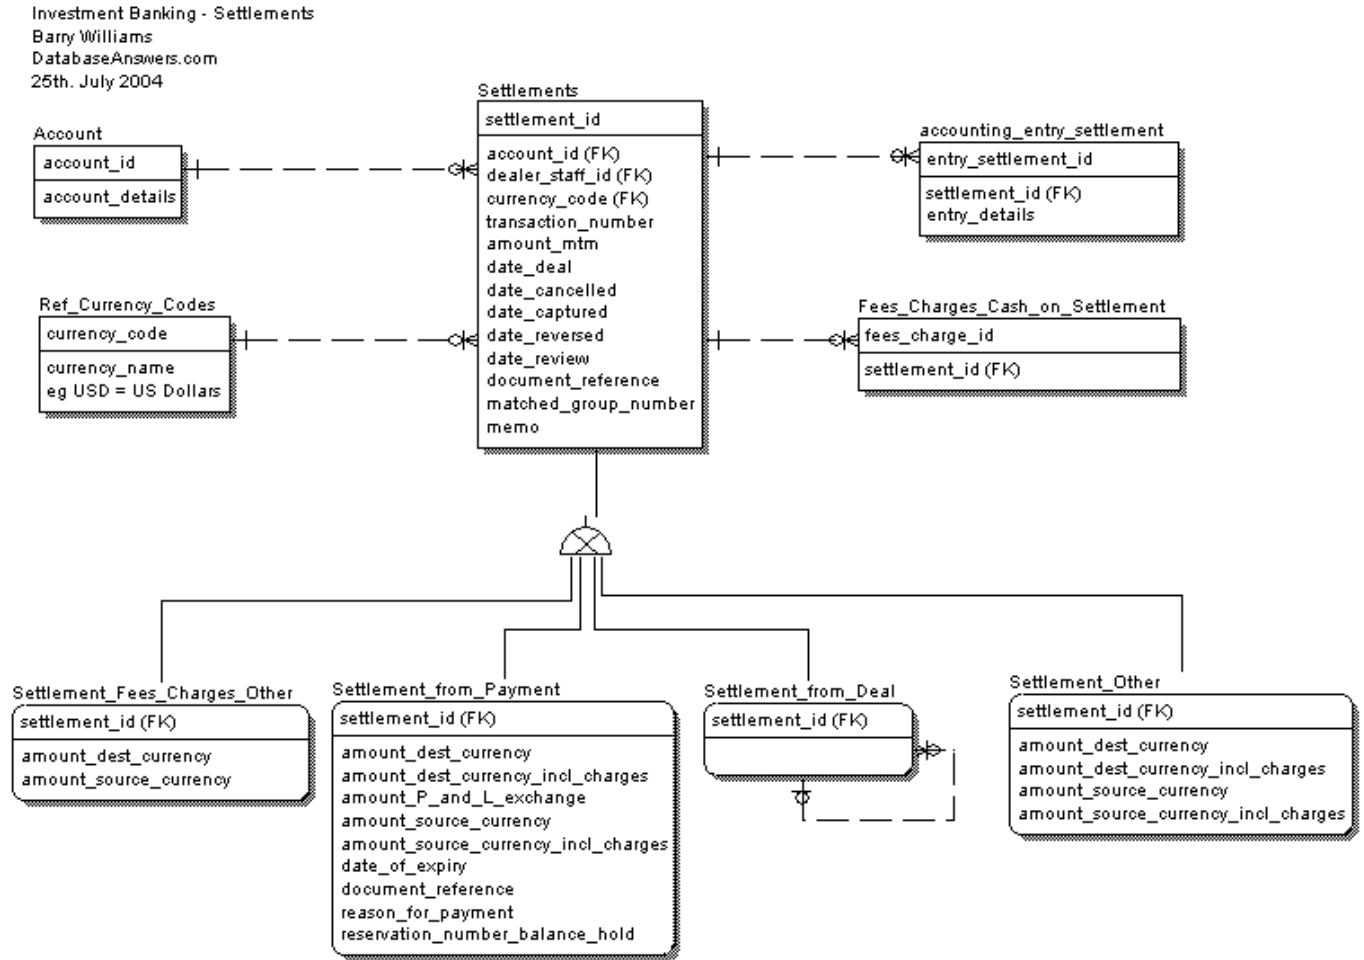 Investment Banking - Settlements
Barry Williams
DatabaseAnswers.com
25th. July 2004
Account
account_id
account_details
Ref_Currency_Codes
currency_code
currency_name
eg USD = US Dollars
Settlements
settlement_id
account_id (FK)
dealer_staff_id (FK)
currency_code (FK)
transaction_number
amount_mtm
date_deal
date_cancelled
date_captured
date_reversed
date_review
document_reference
matched_group_number
memo
accounting_entry_settlement
entry_settlement_id
settlement_id (FK)
entry_details
Fees_Charges_Cash_on_Settlement
fees_charge_id
settlement_id (FK)
Settlement_Fees_Charges_Other
settlement_id (FK)
amount_dest_currency
amount_source_currency
Settlement_from_Payment
settlement_id (FK)
amount_dest_currency
amount_dest_currency_incl_charges
amount_P_and_L_exchange
amount_source_currency
amount_source_currency_incl_charges
date_of_expiry
document_reference
reason_for_payment
reservation_number_balance_hold
Settlement_from_Deal
settlement_id (FK)
Settlement_Other
settlement_id (FK)
amount_dest_currency
amount_dest_currency_incl_charges
amount_source_currency
amount_source_currency_incl_charges